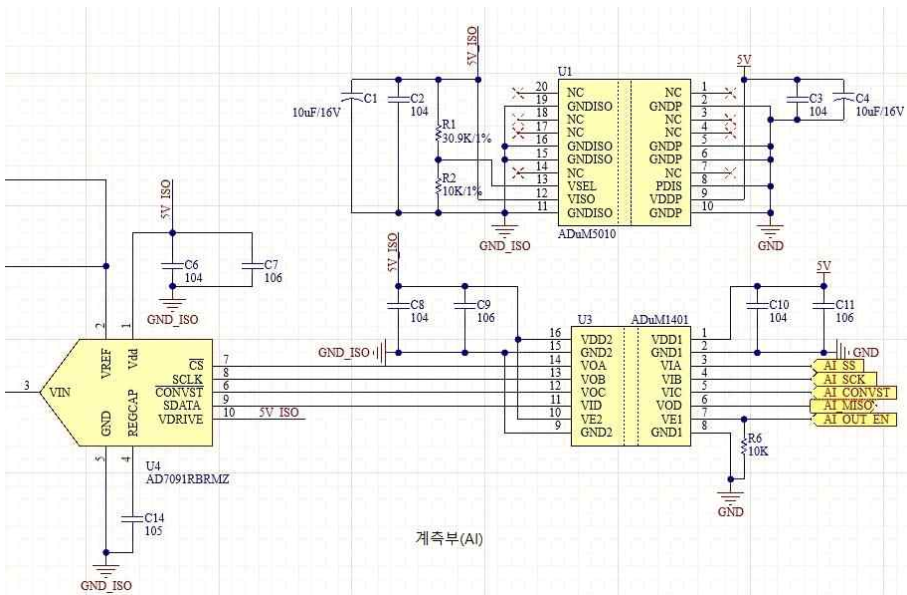 5V_ISO
C1
10uF/16V
C2
104
R1
30.9K/1%
R2
10K/1%
GND_ISO
U1
20 NC
19 GNDISO
18 NC
17 NC
16 GNDISO
15 GNDISO
14 NC
13 VSEL
12 VISO
11 GNDISO
NC 1
GNDP 2
NC 3
NC 4
GNDP 5
GNDP 6
NC 7
PDIS 8
VDDP 9
GNDP 10
ADuM5010
5V
C3
104
C4
10uF/16V
GND
5V_ISO
C6
104
C7
106
GND_ISO
5V_ISO
C8
104
C9
106
GND_ISO
U3
ADuM1401
16 VDD2
15 GND2
14 VOA
13 VOB
12 VOC
11 VID
10 VE2
9 GND2
VDD1 1
GND1 2
VIA 3
VIB 4
VIC 5
VOD 6
VE1 7
GND1 8
5V
C10
104
C11
106
GND
AI_SS
AI_SCK
AI_CONVST
AI_MISO
AI_OUT_EN
R6
10K
GND
3 VIN
2 VREF
1 Vdd
CS 7
SCLK 8
CONVST 6
SDATA 9
VDRIVE 10
5V_ISO
5 GND
4 REGCAP
U4
AD7091RBRMZ
C14
105
GND_ISO
계측부(AI)